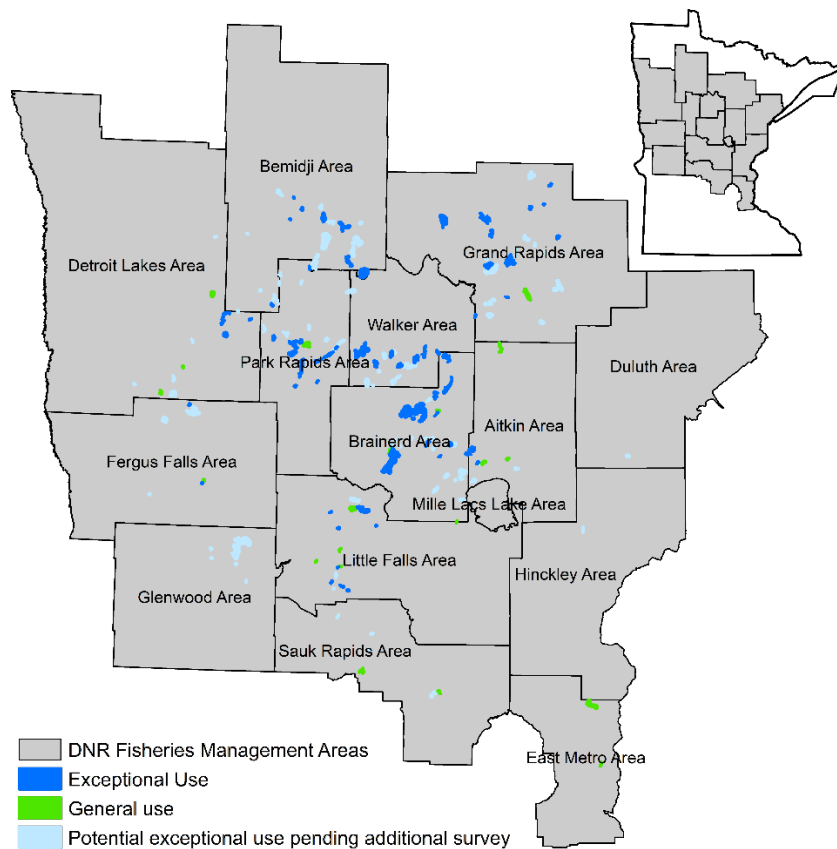 Bemidji Area
Detroit Lakes Area
Grand Rapids Area
Walker Area
Park Rapids Area
Duluth Area
Aitkin Area
Brainerd Area
Fergus Falls Area
Mille Lacs Lake Area
Little Falls Area
Hinckley Area
Glenwood Area
Sauk Rapids Area
East Metro Area
DNR Fisheries Management Areas
Exceptional Use
General use
Potential exceptional use pending additional survey